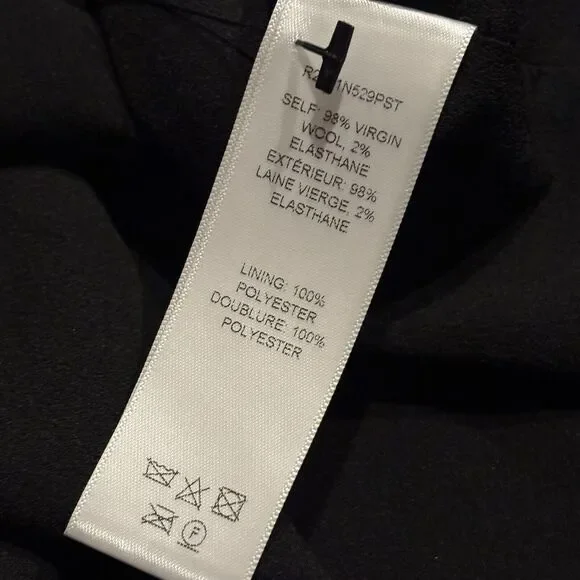 SELF: 98% VIRGIN
WOOL, 2%
ELASTHANE
EXTÉRIEUR: 98%
LAINE VIERGE, 2%
ELASTHANE
LINING: 100%
POLYESTER
DOUBLURE: 100%
POLYESTER
F